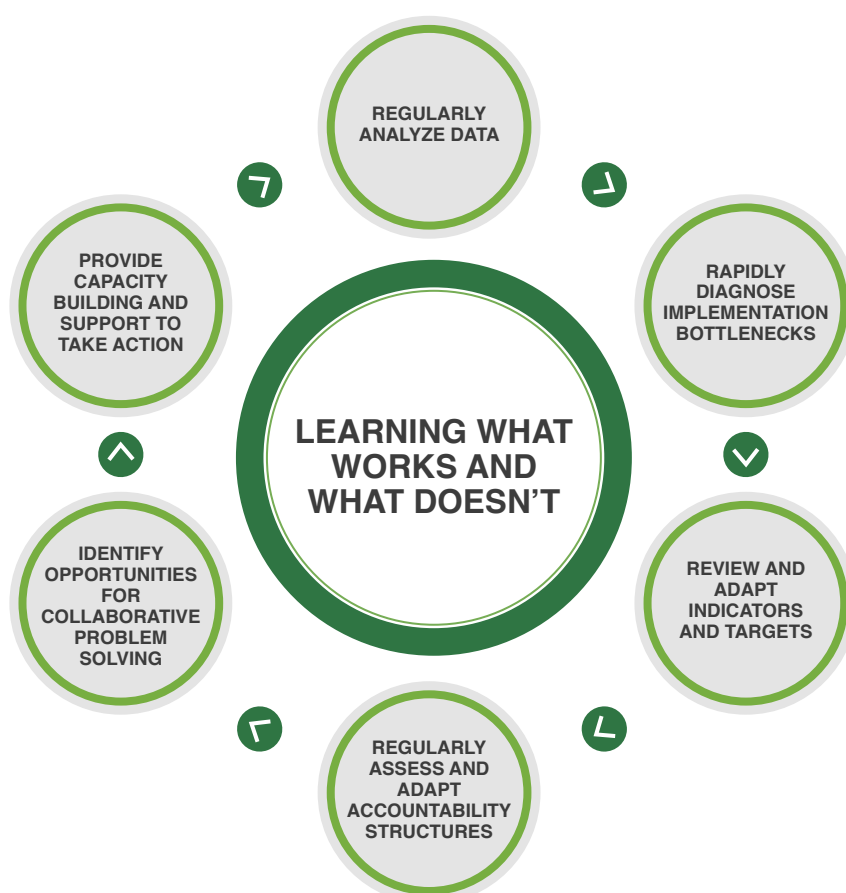 REGULARLY
ANALYZE DATA
RAPIDLY
DIAGNOSE
IMPLEMENTATION
BOTTLENECKS
REVIEW AND
ADAPT
INDICATORS
AND TARGETS
REGULARLY
ASSESS AND
ADAPT
ACCOUNTABILITY
STRUCTURES
IDENTIFY
OPPORTUNITIES
FOR
COLLABORATIVE
PROBLEM
SOLVING
PROVIDE
CAPACITY
BUILDING AND
SUPPORT TO
TAKE ACTION
LEARNING WHAT
WORKS AND
WHAT DOESN’T